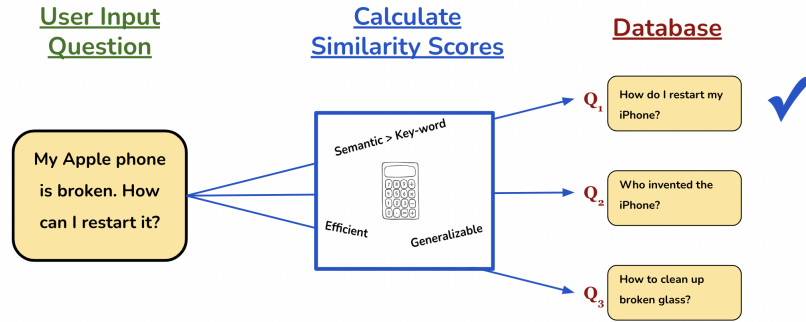 User Input
Question
Calculate
Similarity Scores
Database
My Apple phone
is broken. How
can I restart it?
Semantic > Key-word
Efficient
Generalizable
Q1
How do I restart my
iPhone?
Q2
Who invented the
iPhone?
Q3
How to clean up
broken glass?